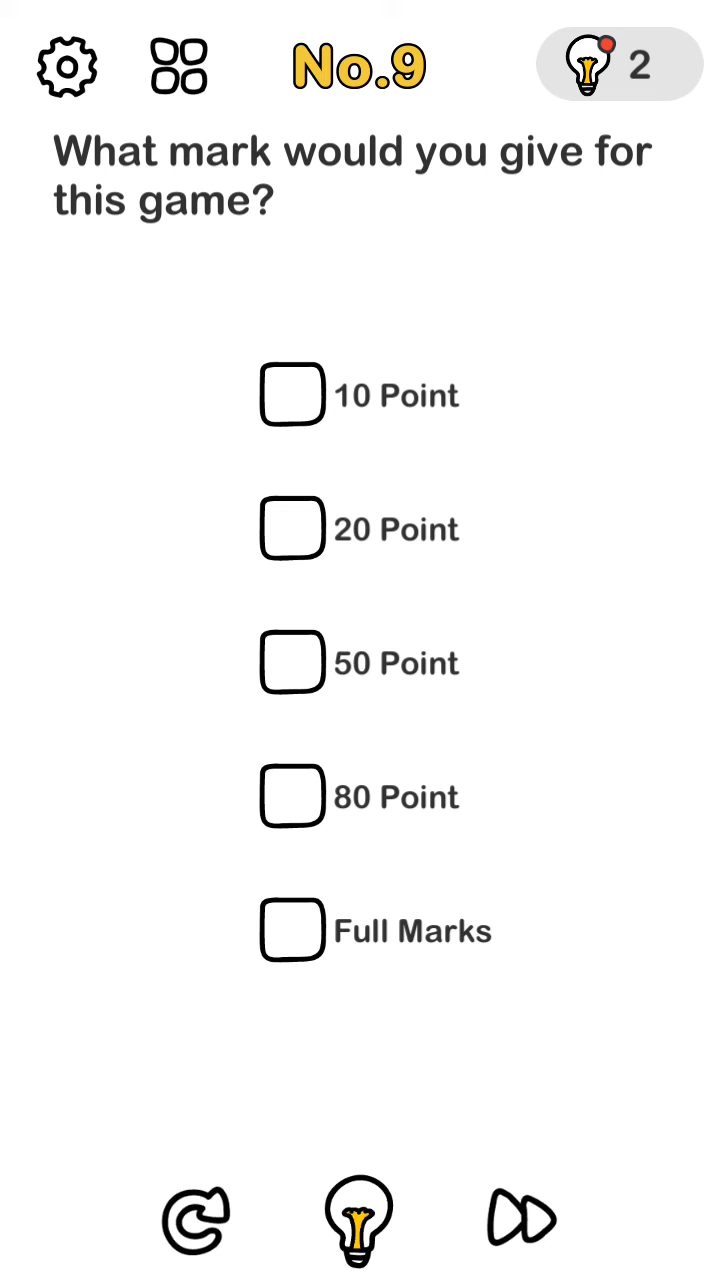 No.9
2
What mark would you give for
this game?
10 Point
20 Point
50 Point
80 Point
Full Marks